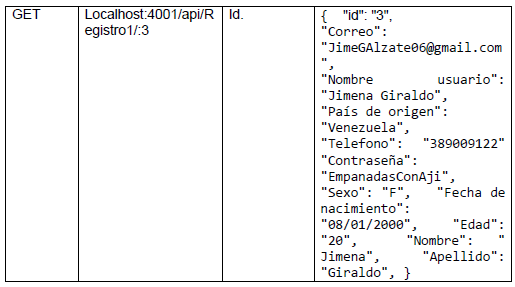 GET
Localhost:4001/api/R
egistro1/:3
Id.
{ "id": "3",
"Correo":
"JimeGAlzate06@gmail.com
",
"Nombre usuario":
"Jimena Giraldo",
"País de origen":
"Venezuela",
"Telefono": "389009122"
"Contraseña":
"EmpanadasConAji",
"Sexo": "F", "Fecha de
nacimiento":
"08/01/2000", "Edad":
"20", "Nombre": "
Jimena", "Apellido":
"Giraldo", }